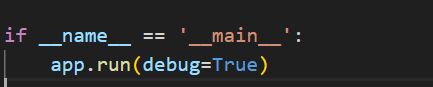 if __name__ == '__main__':
    app.run(debug=True)